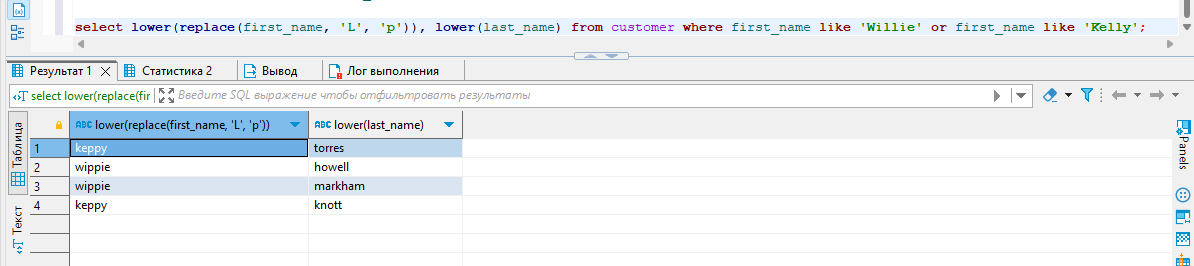 select lower(replace(first_name, 'L', 'p')), lower(last_name) from customer where first_name like 'Willie' or first_name like 'Kelly';
Результат 1 Статистика 2 Вывод Лог выполнения
select lower(replace(fir Введите SQL выражение чтобы отфильтровать результаты
ABC lower(replace(first_name, 'L', 'p')) ABC lower(last_name)
1 keppy torres
2 wippie howell
3 wippie markham
4 keppy knott
Таблица
Текст
Panels